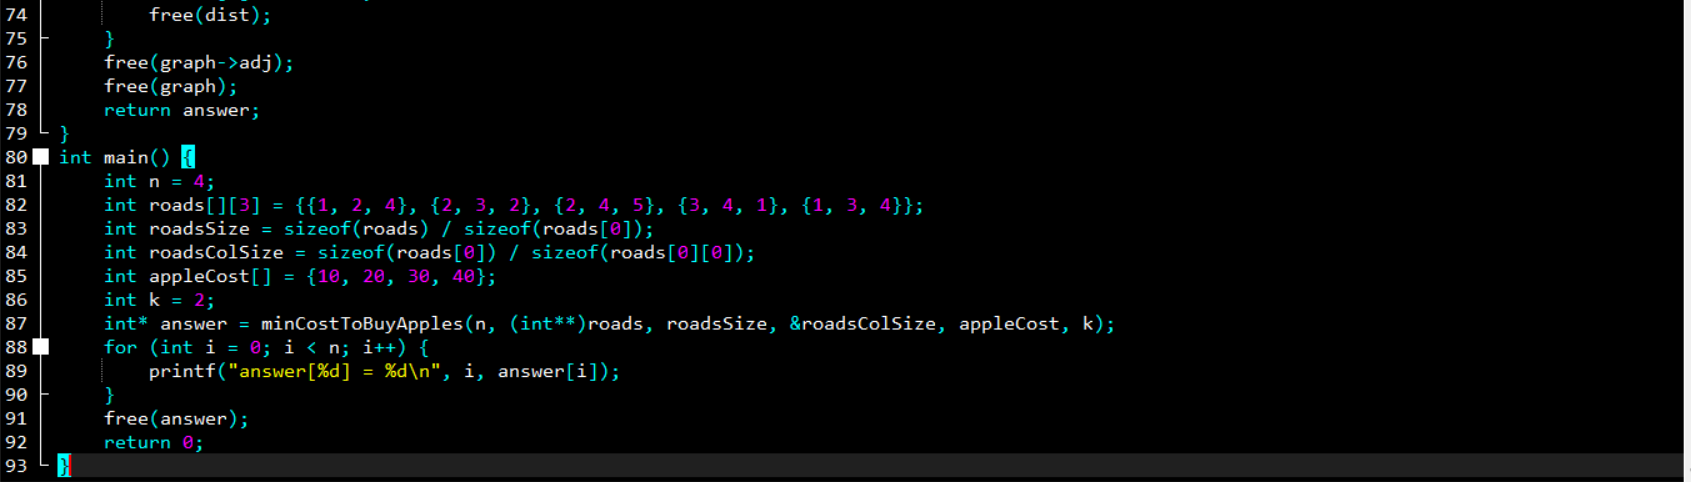 74 free(dist);
75 }
76 free(graph->adj);
77 free(graph);
78 return answer;
79 }
80 int main() {
81 int n = 4;
82 int roads[][3] = {{1, 2, 4}, {2, 3, 2}, {2, 4, 5}, {3, 4, 1}, {1, 3, 4}};
83 int roadsSize = sizeof(roads) / sizeof(roads[0]);
84 int roadsColSize = sizeof(roads[0]) / sizeof(roads[0][0]);
85 int appleCost[] = {10, 20, 30, 40};
86 int k = 2;
87 int* answer = minCostToBuyApples(n, (int**)roads, roadsSize, &roadsColSize, appleCost, k);
88 for (int i = 0; i < n; i++) {
89 printf("answer[%d] = %d\n", i, answer[i]);
90 }
91 free(answer);
92 return 0;
93 }